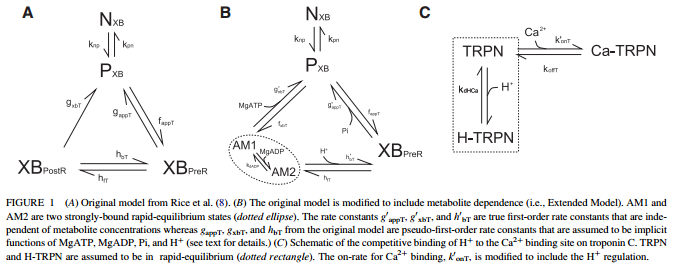 A
N_XB
k_np k_pn
P_XB
g_xbT
g_appT
f_appT
XB_PostR
h_bT
h_fT
XB_PreR
B
N_XB
k_np k_pn
P_XB
g'_xbT
MgATP
f_xbT
g'_appT
f_appT
Pi
AM1
MgADP
AM2
H+
h'_bT
h_fT
XB_PreR
C
Ca2+
k'_onT
TRPN
Ca-TRPN
k_offT
H+
H-TRPN
FIGURE 1 (A) Original model from Rice et al. (8). (B) The original model is modified to include metabolite dependence (i.e., Extended Model). AM1 and
AM2 are two strongly-bound rapid-equilibrium states (dotted ellipse). The rate constants g'_appT, g'_xbT, and h'_bT are true first-order rate constants that are inde-
pendent of metabolite concentrations whereas g_appT, g_xbT, and h_bT from the original model are pseudo-first-order rate constants that are assumed to be implicit
functions of MgATP, MgADP, Pi, and H+ (see text for details.) (C) Schematic of the competitive binding of H+ to the Ca2+ binding site on troponin C. TRPN
and H-TRPN are assumed to be in rapid-equilibrium (dotted rectangle). The on-rate for Ca2+ binding, k'_onT, is modified to include the H+ regulation.